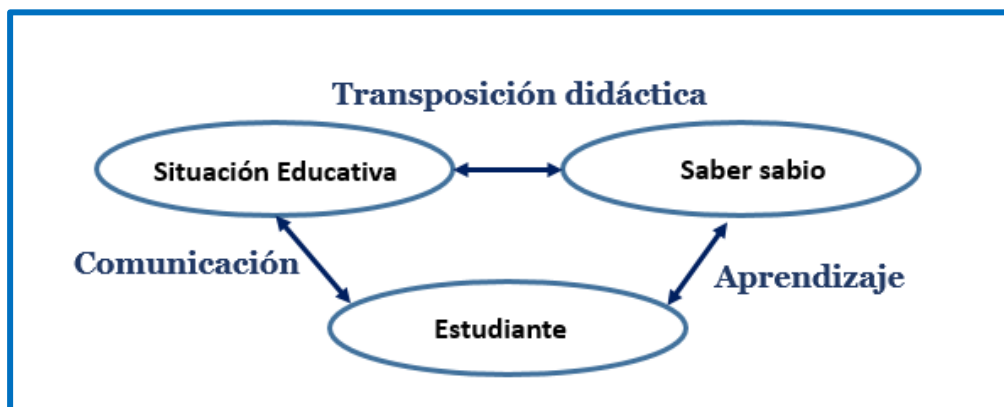 Transposición didáctica
Situación Educativa
Saber sabio
Comunicación
Aprendizaje
Estudiante